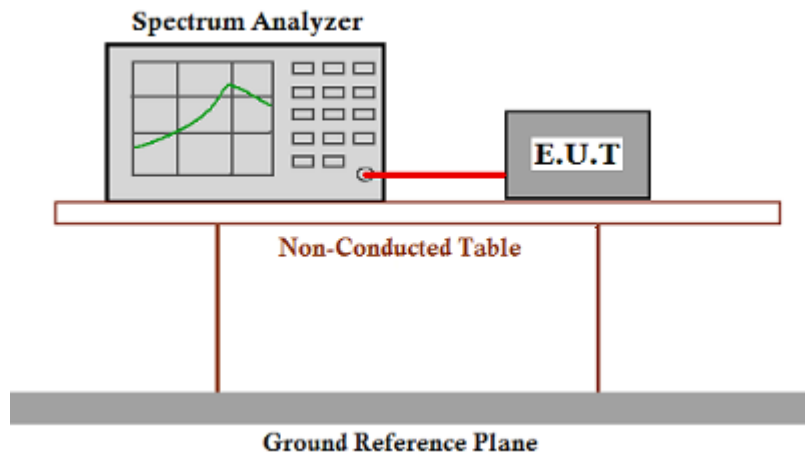 Spectrum Analyzer
E.U.T
Non-Conducted Table
Ground Reference Plane